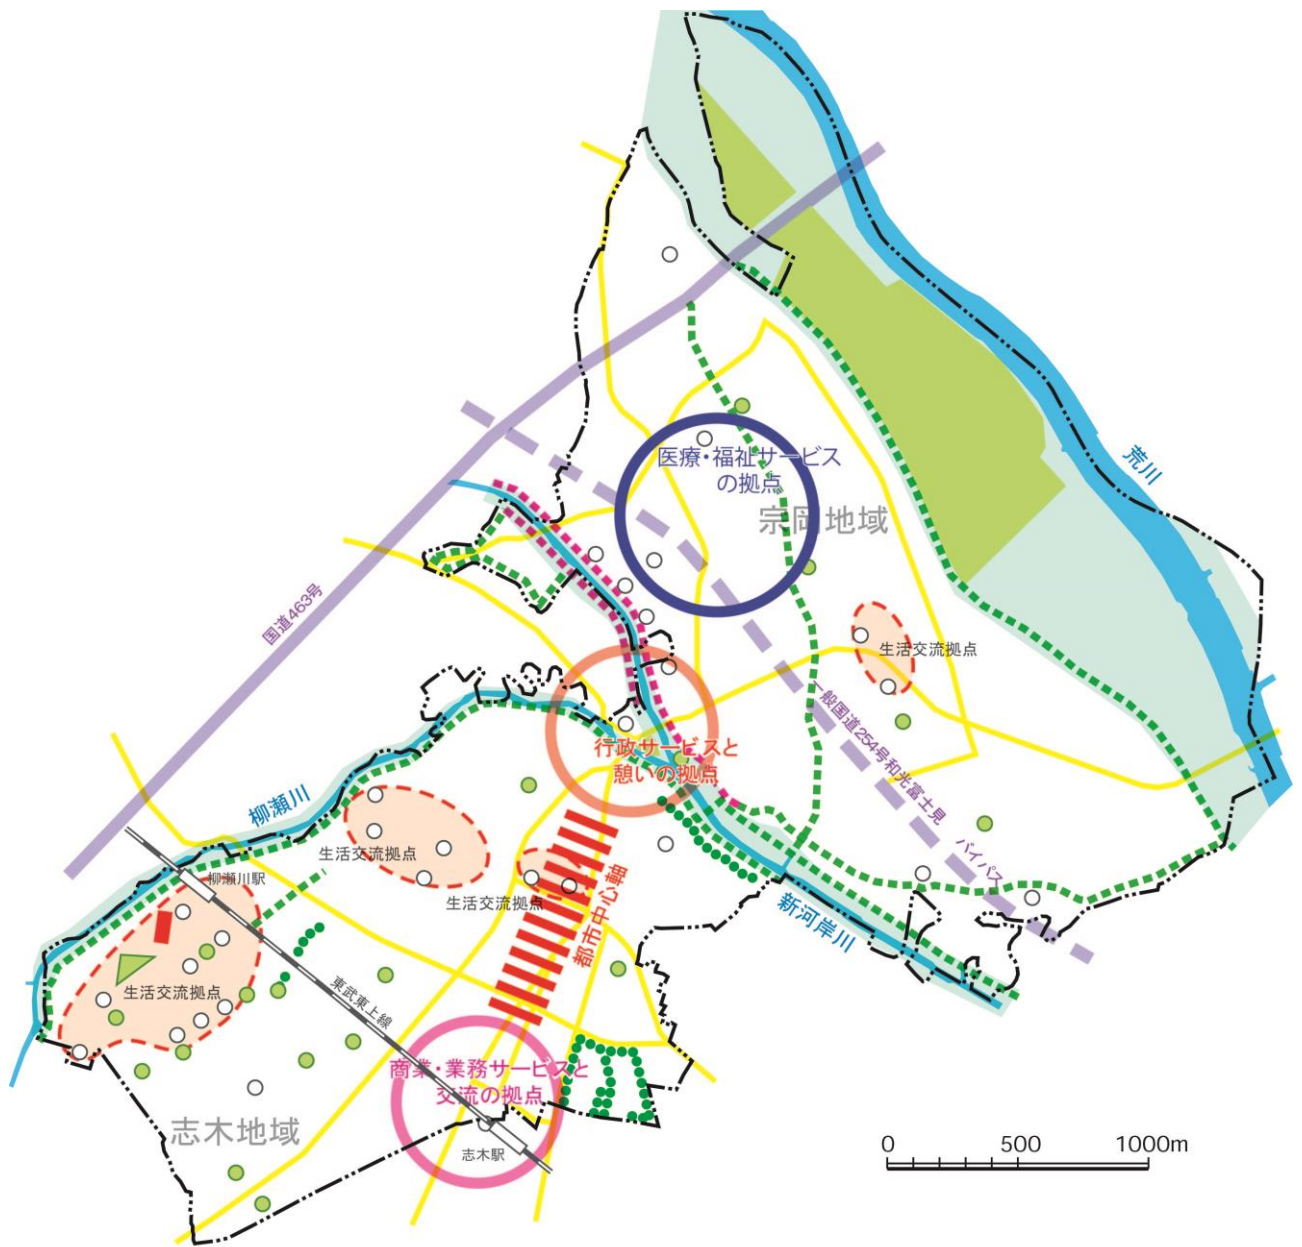 荒川
医療・福祉サービス
の拠点
宗岡地域
国道463号
生活交流拠点
一般国道254号和光富士見 バイパス
行政サービスと
憩いの拠点
柳瀬川
生活交流拠点
柳瀬川駅
生活交流拠点
都市中心軸
新河岸川
生活交流拠点
東武東上線
商業・業務サービスと
交流の拠点
志木地域
志木駅
0 500 1000m